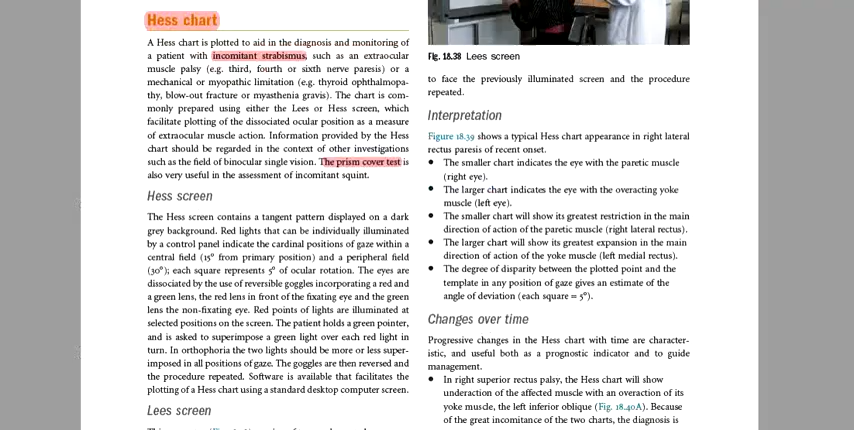 Hess chart
A Hess chart is plotted to aid in the diagnosis and monitoring of
a patient with incomitant strabismus, such as an extraocular
muscle palsy (e.g. third, fourth or sixth nerve paresis) or a
mechanical or myopathic limitation (e.g. thyroid ophthalmopa-
thy, blow-out fracture or myasthenia gravis). The chart is com-
monly prepared using either the Lees or Hess screen, which
facilitate plotting of the dissociated ocular position as a measure
of extraocular muscle action. Information provided by the Hess
chart should be regarded in the context of other investigations
such as the field of binocular single vision. The prism cover test is
also very useful in the assessment of incomitant squint.
Hess screen
The Hess screen contains a tangent pattern displayed on a dark
grey background. Red lights that can be individually illuminated
by a control panel indicate the cardinal positions of gaze within a
central field (15° from primary position) and a peripheral field
(30°); each square represents 5° of ocular rotation. The eyes are
dissociated by the use of reversible goggles incorporating a red and
a green lens, the red lens in front of the fixating eye and the green
lens the non-fixating eye. Red points of lights are illuminated at
selected positions on the screen. The patient holds a green pointer,
and is asked to superimpose a green light over each red light in
turn. In orthophoria the two lights should be more or less super-
imposed in all positions of gaze. The goggles are then reversed and
the procedure repeated. Software is available that facilitates the
plotting of a Hess chart using a standard desktop computer screen.
Lees screen
Fig. 18.38 Lees screen
to face the previously illuminated screen and the procedure
repeated.
Interpretation
Figure 18.39 shows a typical Hess chart appearance in right lateral
rectus paresis of recent onset.
● The smaller chart indicates the eye with the paretic muscle
(right eye).
● The larger chart indicates the eye with the overacting yoke
muscle (left eye).
● The smaller chart will show its greatest restriction in the main
direction of action of the paretic muscle (right lateral rectus).
● The larger chart will show its greatest expansion in the main
direction of action of the yoke muscle (left medial rectus).
● The degree of disparity between the plotted point and the
template in any position of gaze gives an estimate of the
angle of deviation (each square = 5°).
Changes over time
Progressive changes in the Hess chart with time are character-
istic, and useful both as a prognostic indicator and to guide
management.
● In right superior rectus palsy, the Hess chart will show
underaction of the affected muscle with an overaction of its
yoke muscle, the left inferior oblique (Fig. 18.40A). Because
of the great incomitance of the two charts, the diagnosis is